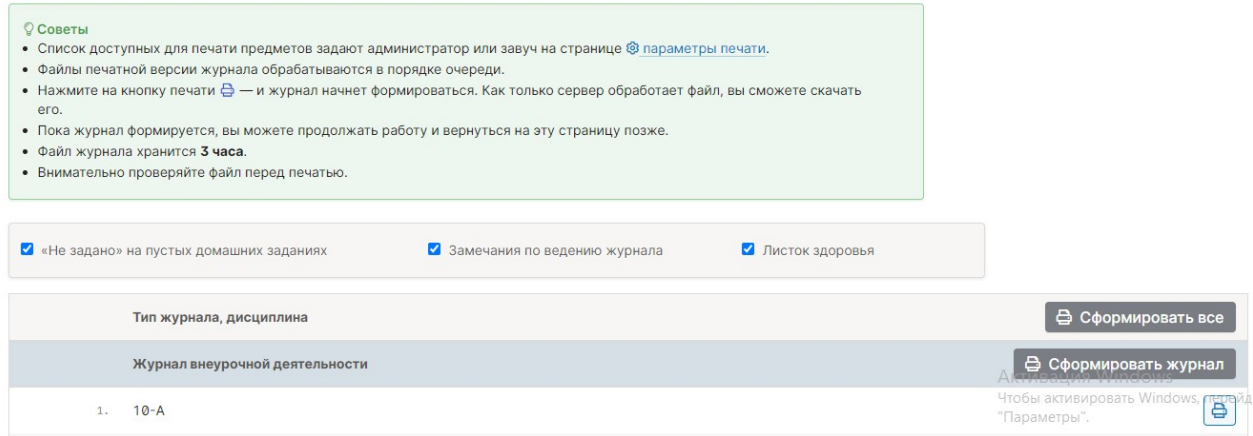 Советы
• Список доступных для печати предметов задают администратор или завуч на странице параметры печати.
• Файлы печатной версии журнала обрабатываются в порядке очереди.
• Нажмите на кнопку печати — и журнал начнет формироваться. Как только сервер обработает файл, вы сможете скачать
его.
• Пока журнал формируется, вы можете продолжать работу и вернуться на эту страницу позже.
• Файл журнала хранится 3 часа.
• Внимательно проверяйте файл перед печатью.
«Не задано» на пустых домашних заданиях Замечания по ведению журнала Листок здоровья
Тип журнала, дисциплина Сформировать все
Журнал внеурочной деятельности Сформировать журнал
Активация Windows
Чтобы активировать Windows, перейд
"Параметры".
1. 10-А